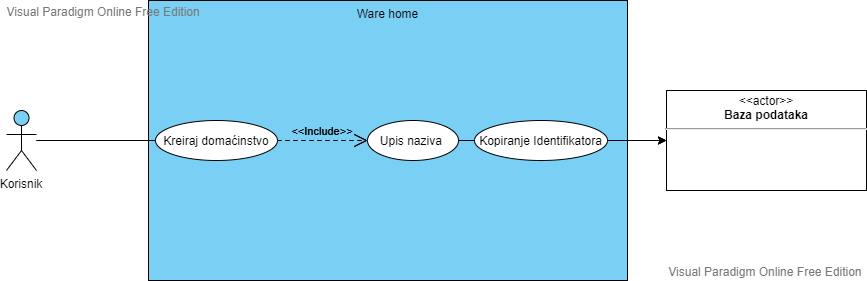 Visual Paradigm Online Free Edition
Ware home
<<actor>>
Baza podataka
Kreiraj domaćinstvo
<<Include>>
Upis naziva
Kopiranje Identifikatora
Korisnik
Visual Paradigm Online Free Edition